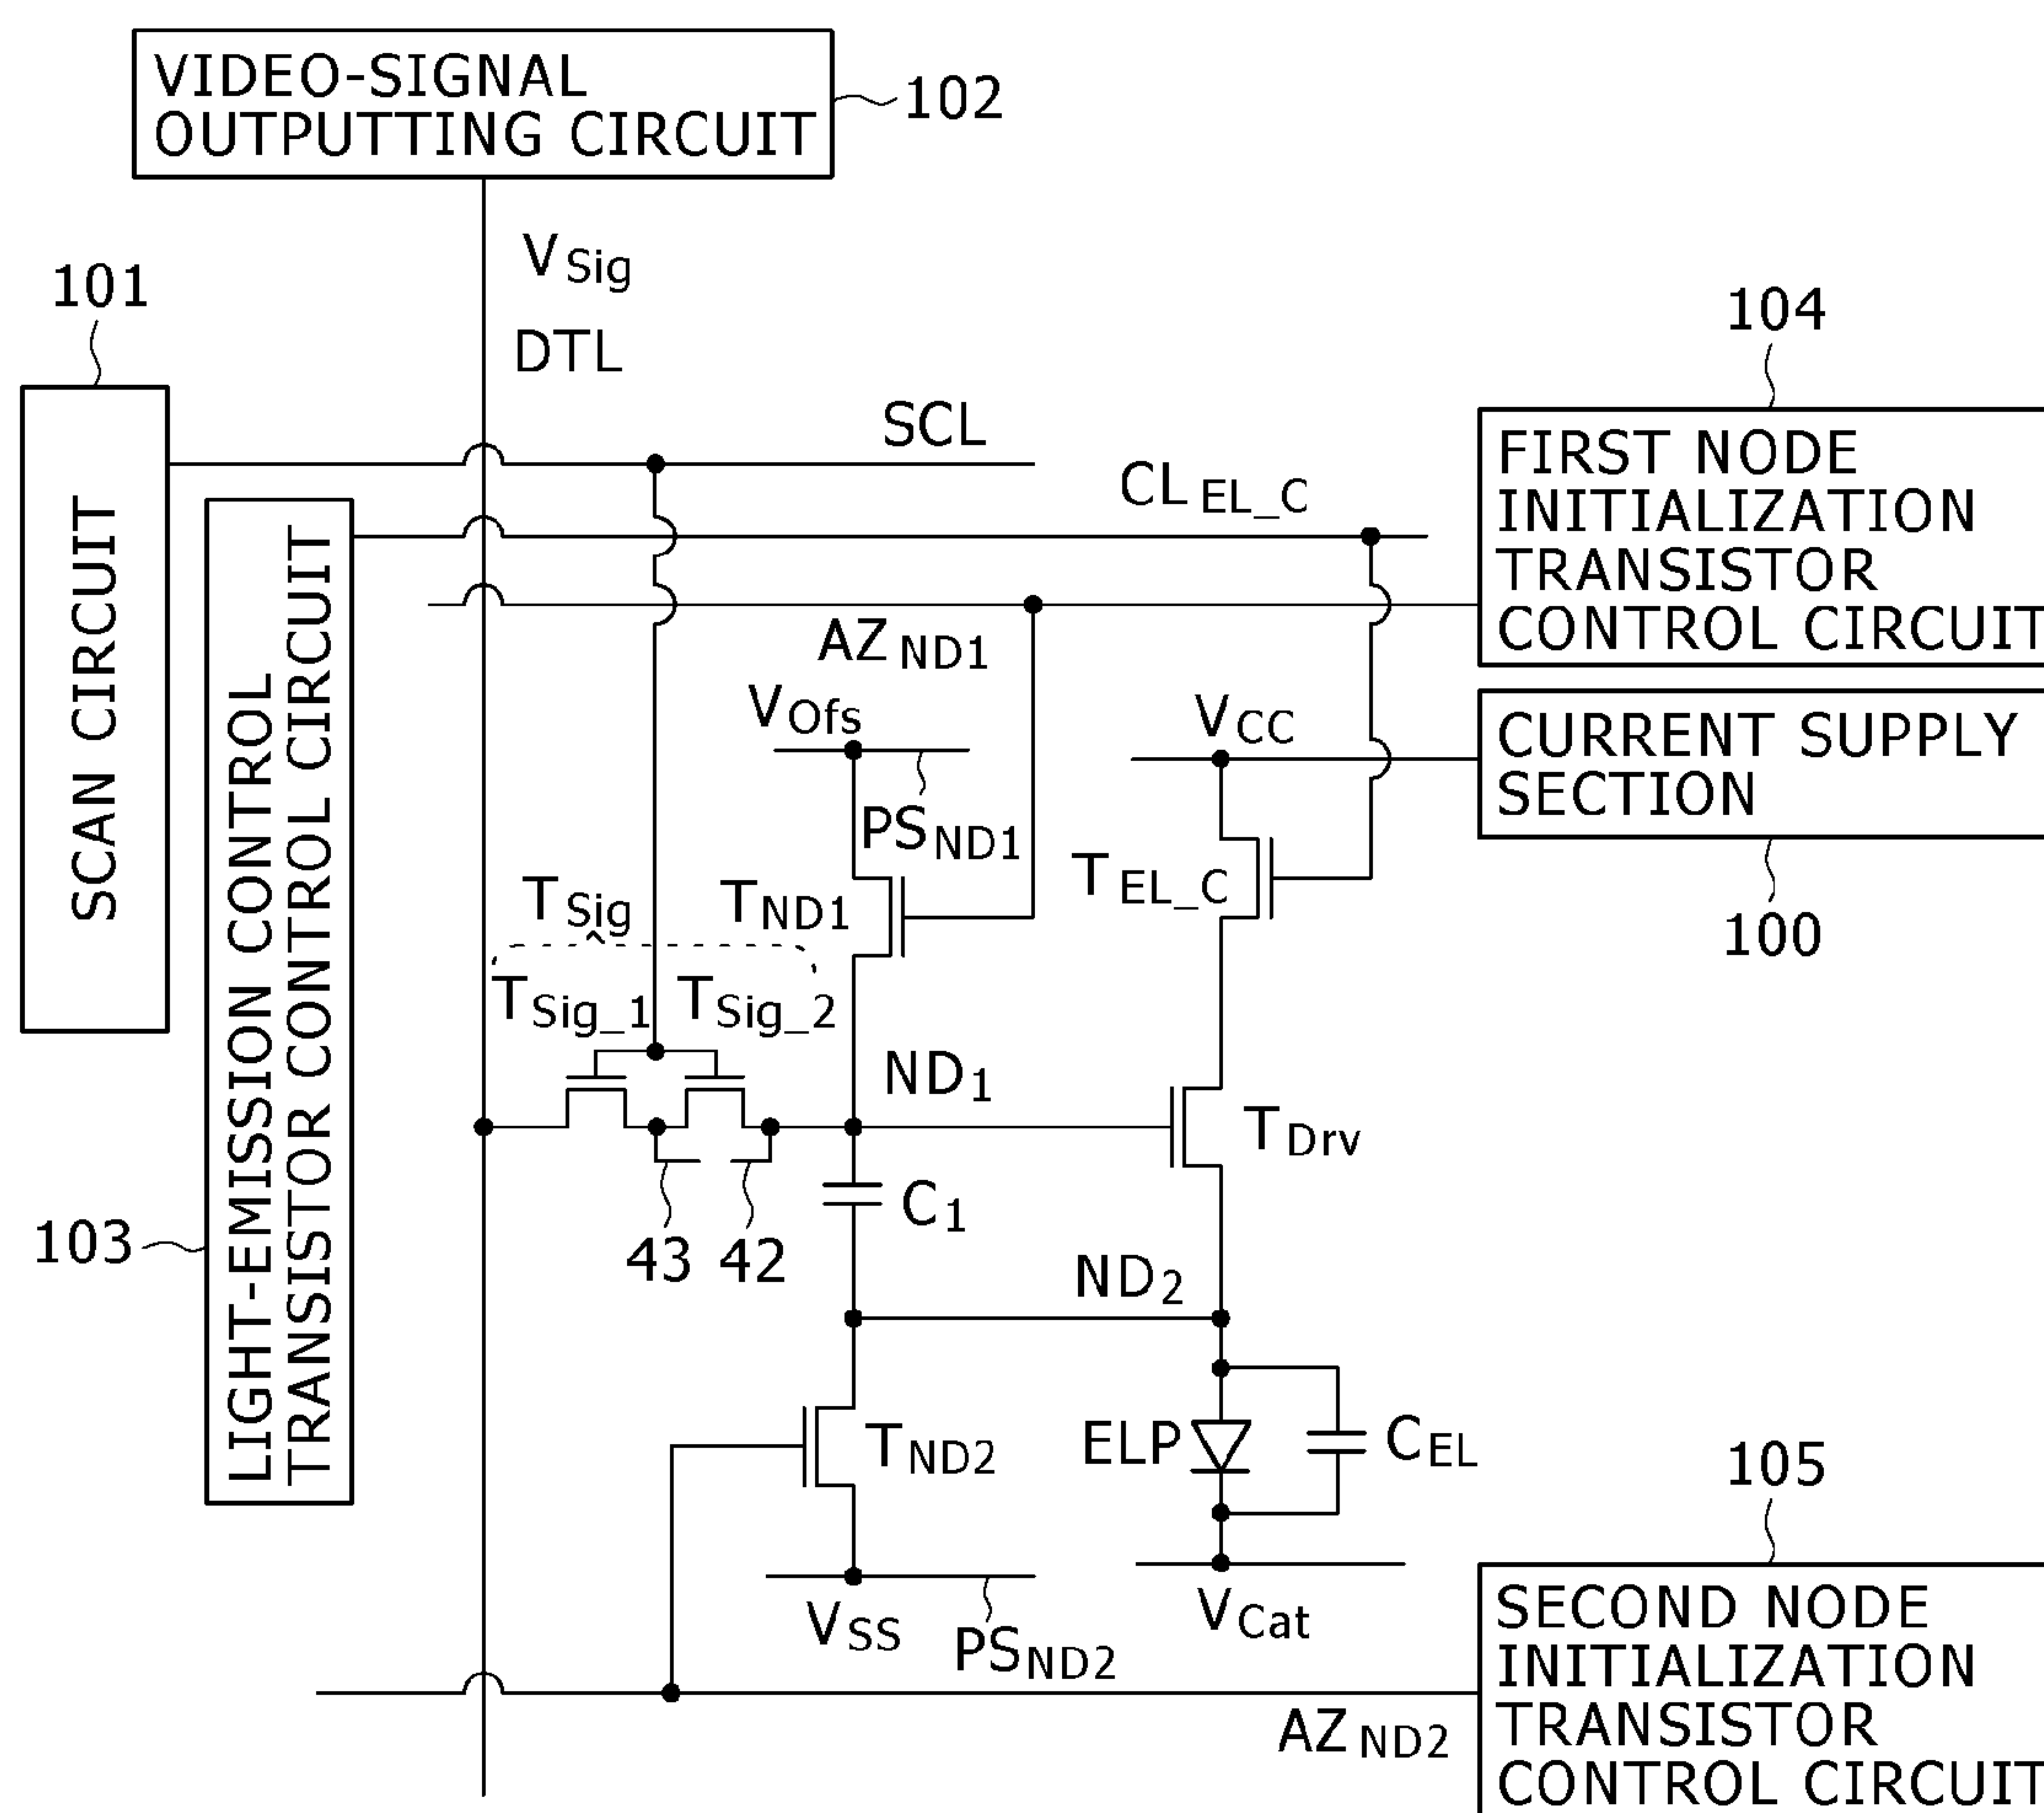 VIDEO-SIGNAL
OUTPUTTING CIRCUIT
102
VSig
DTL
101
SCAN CIRCUIT
SCL
CLEL_C
104
FIRST NODE
INITIALIZATION
TRANSISTOR
CONTROL CIRCUIT
LIGHT-EMISSION CONTROL
TRANSISTOR CONTROL CIRCUIT
103
AZND1
VOfs
PSND1
VCC
CURRENT SUPPLY
SECTION
100
TSig
TND1
TEL_C
TSig_1
TSig_2
ND1
TDrv
43
42
C1
ND2
TND2
ELP
CEL
VSS
PSND2
VCat
105
SECOND NODE
INITIALIZATION
TRANSISTOR
CONTROL CIRCUIT
AZND2